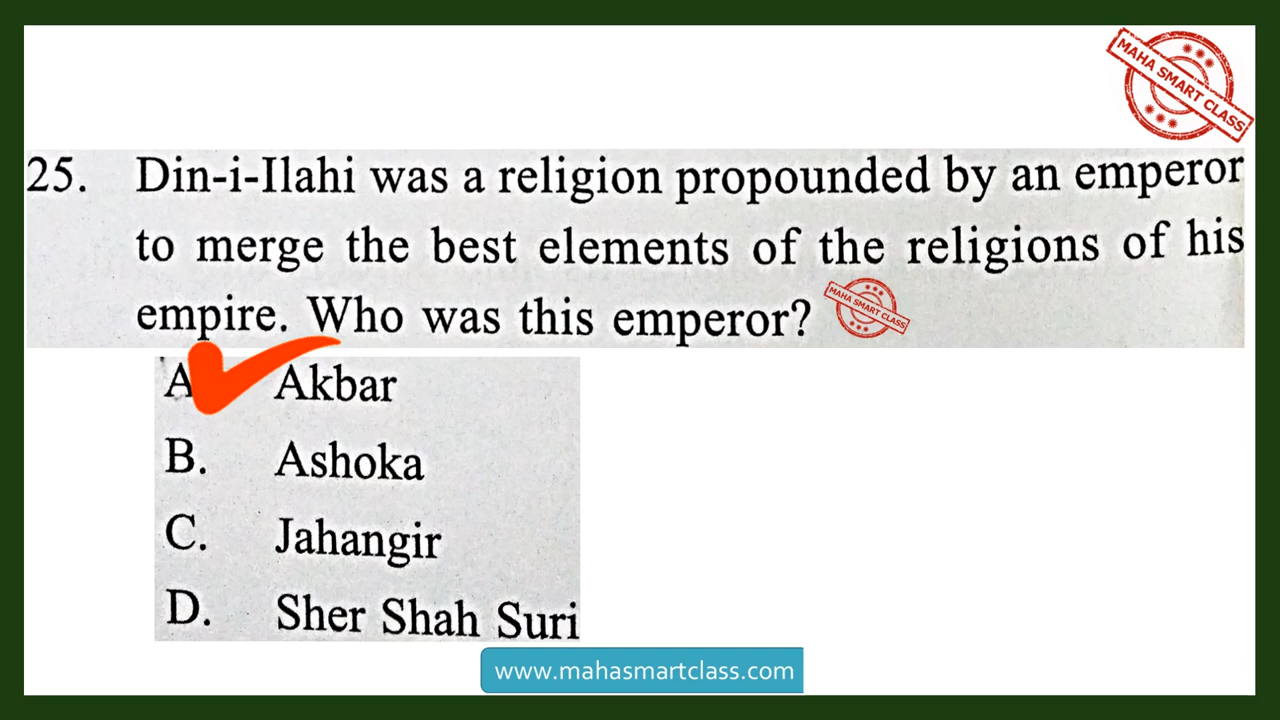 MAHA SMART CLASS
25. Din-i-Ilahi was a religion propounded by an emperor
to merge the best elements of the religions of his
empire. Who was this emperor?
MAHA SMART CLASS
A Akbar
B. Ashoka
C. Jahangir
D. Sher Shah Suri
www.mahasmartclass.com